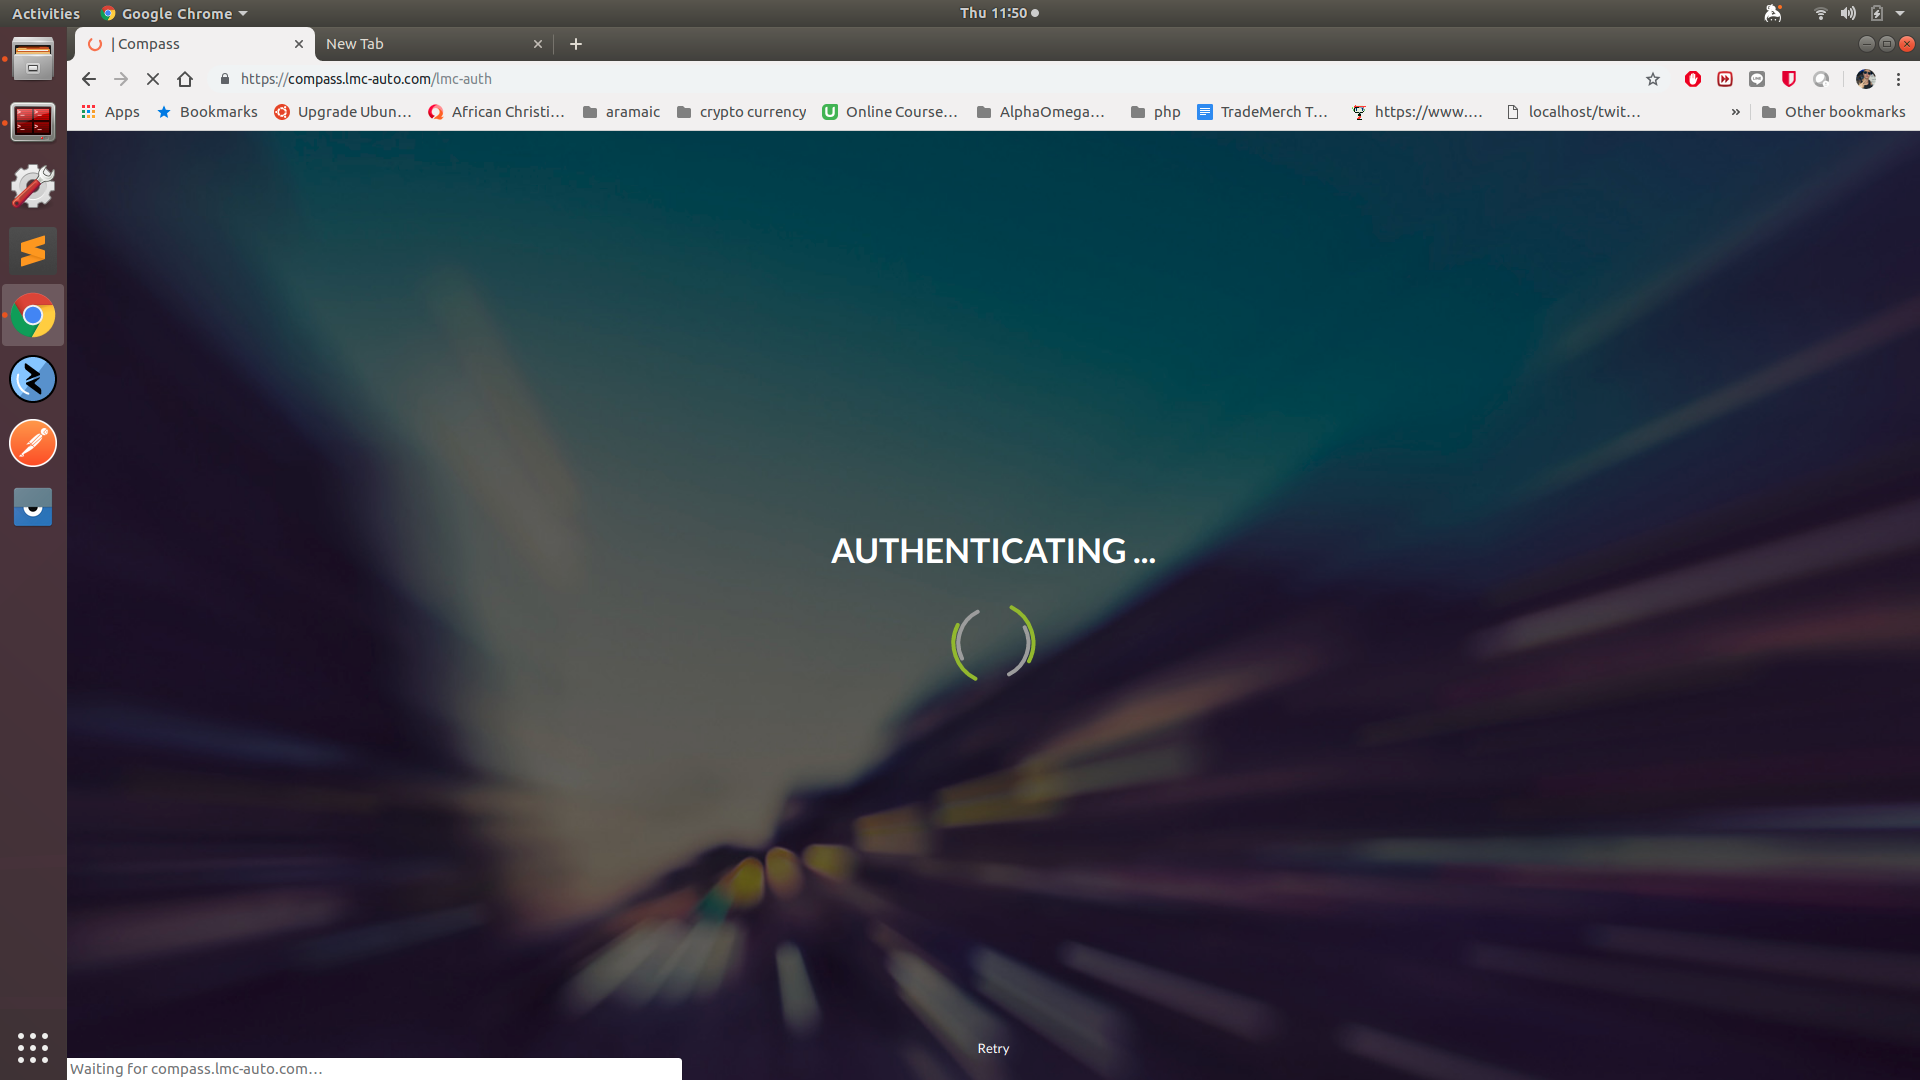 Activities Google Chrome Thu 11:50
| Compass New Tab
https://compass.lmc-auto.com/lmc-auth
Apps Bookmarks Upgrade Ubun... African Christi... aramaic crypto currency Online Course... AlphaOmega... php TradeMerch T... https://www.... localhost/twit... » Other bookmarks
AUTHENTICATING ...
Retry
Waiting for compass.lmc-auto.com...